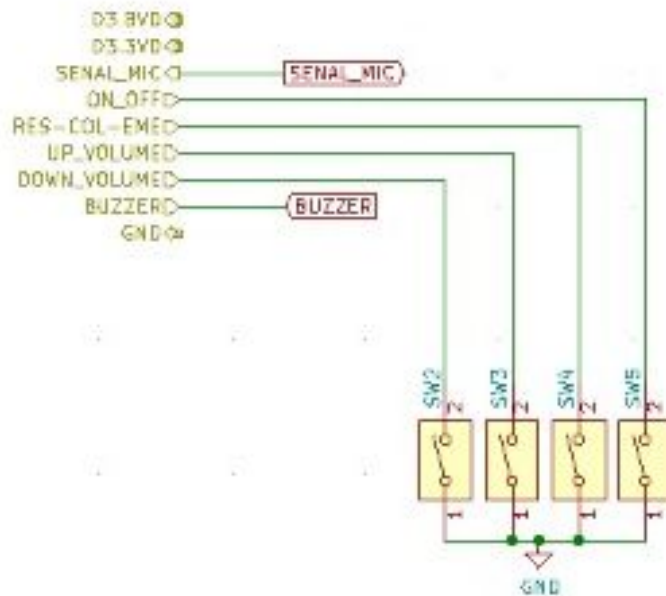 D3.8VD
D3.3VD
SENAL_MIC
SENAL_MIC
ON_OFF
RES-COL-EME
UP_VOLUME
DOWN_VOLUME
BUZZER
BUZZER
GND
SW2
SW3
SW4
SW5
2
2
2
2
1
1
1
1
GND